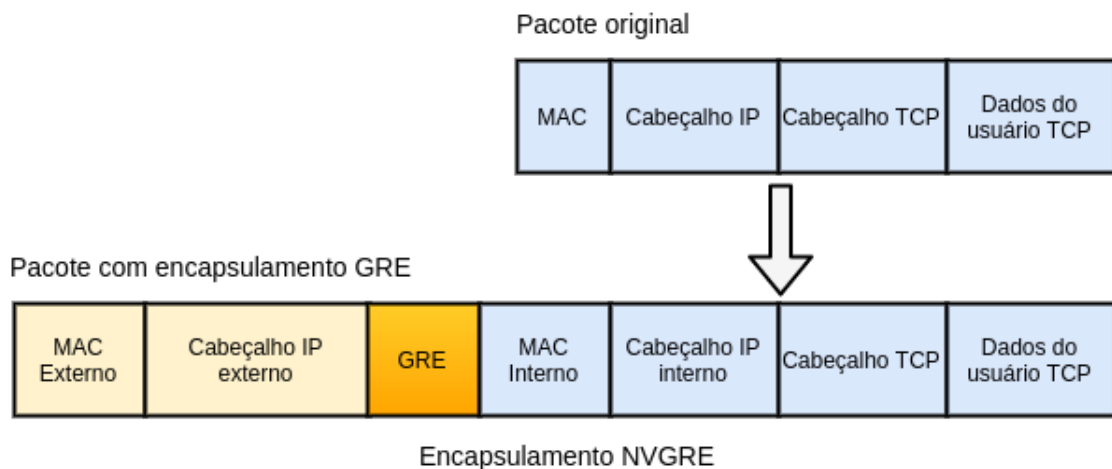 Pacote original
MAC
Cabeçalho IP
Cabeçalho TCP
Dados do
usuário TCP
Pacote com encapsulamento GRE
MAC
Externo
Cabeçalho IP
externo
GRE
MAC
Interno
Cabeçalho IP
interno
Cabeçalho TCP
Dados do
usuário TCP
Encapsulamento NVGRE